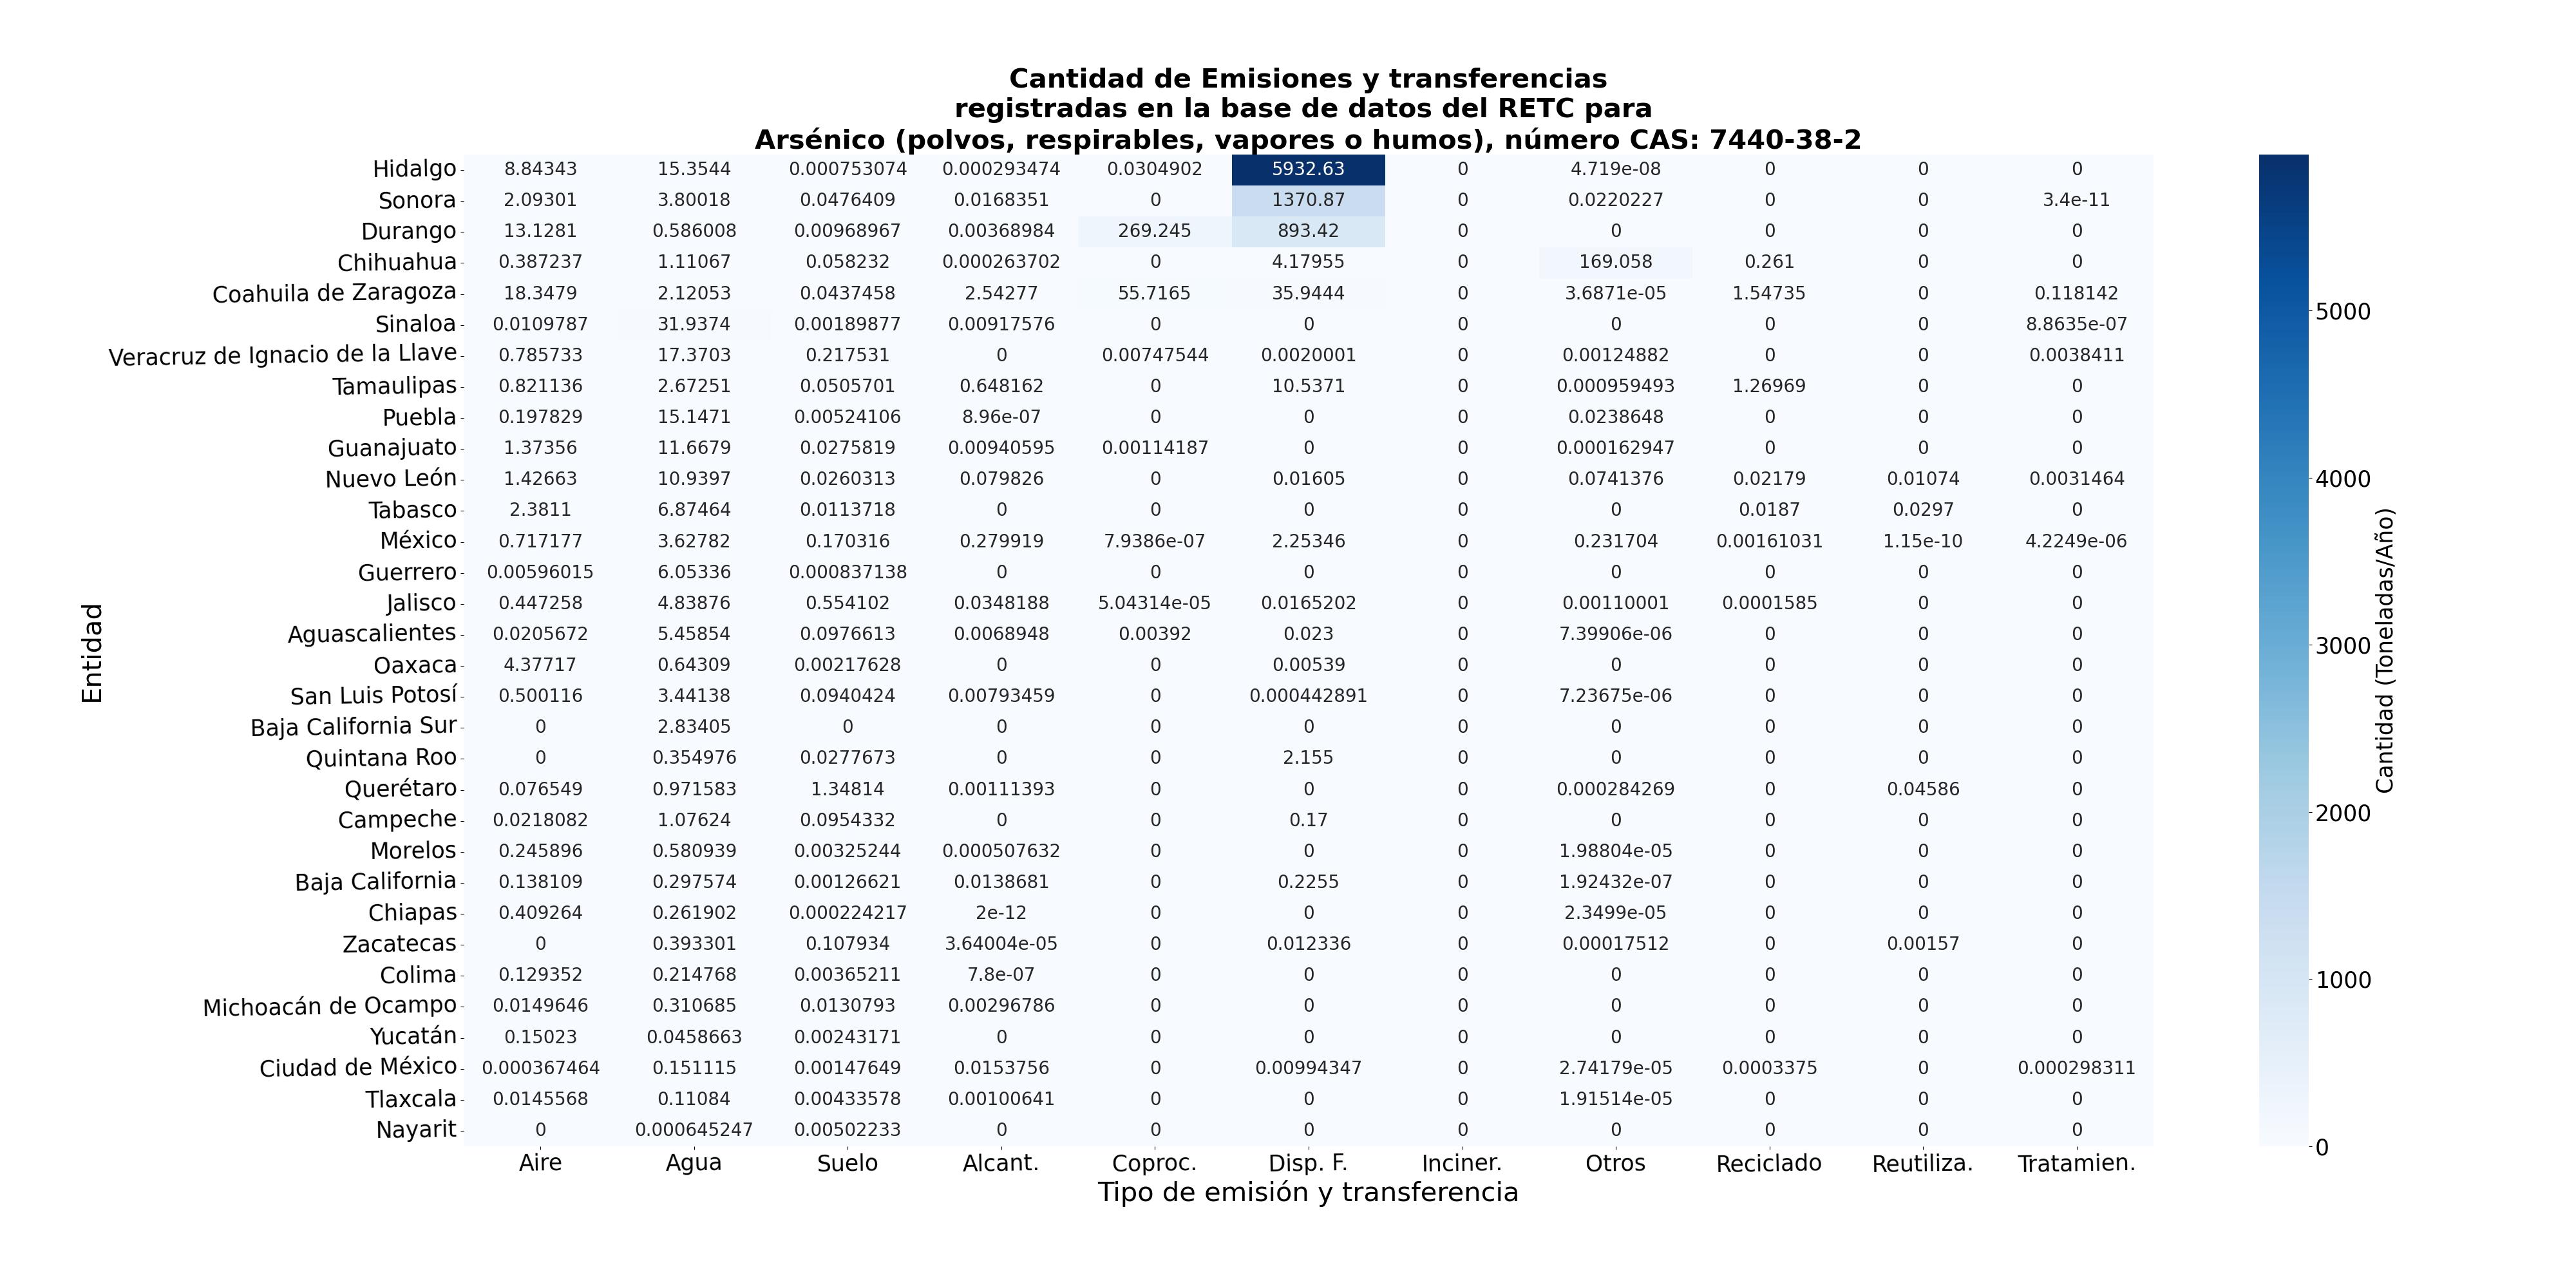 Cantidad de Emisiones y transferencias
registradas en la base de datos del RETC para
Arsénico (polvos, respirables, vapores o humos), número CAS: 7440-38-2
Hidalgo 8.84343 15.3544 0.000753074 0.000293474 0.0304902 5932.63 0 4.719e-08 0 0 0
Sonora 2.09301 3.80018 0.0476409 0.0168351 0 1370.87 0 0.0220227 0 0 3.4e-11
Durango 13.1281 0.586008 0.00968967 0.00368984 269.245 893.42 0 0 0 0 0
Chihuahua 0.387237 1.11067 0.058232 0.000263702 0 4.17955 0 169.058 0.261 0 0
Coahuila de Zaragoza 18.3479 2.12053 0.0437458 2.54277 55.7165 35.9444 0 3.6871e-05 1.54735 0 0.118142
Sinaloa 0.0109787 31.9374 0.00189877 0.00917576 0 0 0 0 0 0 8.8635e-07
Veracruz de Ignacio de la Llave 0.785733 17.3703 0.217531 0 0.00747544 0.0020001 0 0.00124882 0 0 0.0038411
Tamaulipas 0.821136 2.67251 0.0505701 0.648162 0 10.5371 0 0.000959493 1.26969 0 0
Puebla 0.197829 15.1471 0.00524106 8.96e-07 0 0 0 0.0238648 0 0 0
Guanajuato 1.37356 11.6679 0.0275819 0.00940595 0.00114187 0 0 0.000162947 0 0 0
Nuevo León 1.42663 10.9397 0.0260313 0.079826 0 0.01605 0 0.0741376 0.02179 0.01074 0.0031464
Tabasco 2.3811 6.87464 0.0113718 0 0 0 0 0 0.0187 0.0297 0
México 0.717177 3.62782 0.170316 0.279919 7.9386e-07 2.25346 0 0.231704 0.00161031 1.15e-10 4.2249e-06
Guerrero 0.00596015 6.05336 0.000837138 0 0 0 0 0 0 0 0
Jalisco 0.447258 4.83876 0.554102 0.0348188 5.04314e-05 0.0165202 0 0.00110001 0.0001585 0 0
Aguascalientes 0.0205672 5.45854 0.0976613 0.0068948 0.00392 0.023 0 7.39906e-06 0 0 0
Oaxaca 4.37717 0.64309 0.00217628 0 0 0.00539 0 0 0 0 0
San Luis Potosí 0.500116 3.44138 0.0940424 0.00793459 0 0.000442891 0 7.23675e-06 0 0 0
Baja California Sur 0 2.83405 0 0 0 0 0 0 0 0 0
Quintana Roo 0 0.354976 0.0277673 0 0 2.155 0 0 0 0 0
Querétaro 0.076549 0.971583 1.34814 0.00111393 0 0 0 0.000284269 0 0.04586 0
Campeche 0.0218082 1.07624 0.0954332 0 0 0.17 0 0 0 0 0
Morelos 0.245896 0.580939 0.00325244 0.000507632 0 0 0 1.98804e-05 0 0 0
Baja California 0.138109 0.297574 0.00126621 0.0138681 0 0.2255 0 1.92432e-07 0 0 0
Chiapas 0.409264 0.261902 0.000224217 2e-12 0 0 0 2.3499e-05 0 0 0
Zacatecas 0 0.393301 0.107934 3.64004e-05 0 0.012336 0 0.00017512 0 0.00157 0
Colima 0.129352 0.214768 0.00365211 7.8e-07 0 0 0 0 0 0 0
Michoacán de Ocampo 0.0149646 0.310685 0.0130793 0.00296786 0 0 0 0 0 0 0
Yucatán 0.15023 0.0458663 0.00243171 0 0 0 0 0 0 0 0
Ciudad de México 0.000367464 0.151115 0.00147649 0.0153756 0 0.00994347 0 2.74179e-05 0.0003375 0 0.000298311
Tlaxcala 0.0145568 0.11084 0.00433578 0.00100641 0 0 0 1.91514e-05 0 0 0
Nayarit 0 0.000645247 0.00502233 0 0 0 0 0 0 0 0
Aire Agua Suelo Alcant. Coproc. Disp. F. Inciner. Otros Reciclado Reutiliza. Tratamien.
Tipo de emisión y transferencia
Entidad
5000
4000
3000
2000
1000
0
Cantidad (Toneladas/Año)